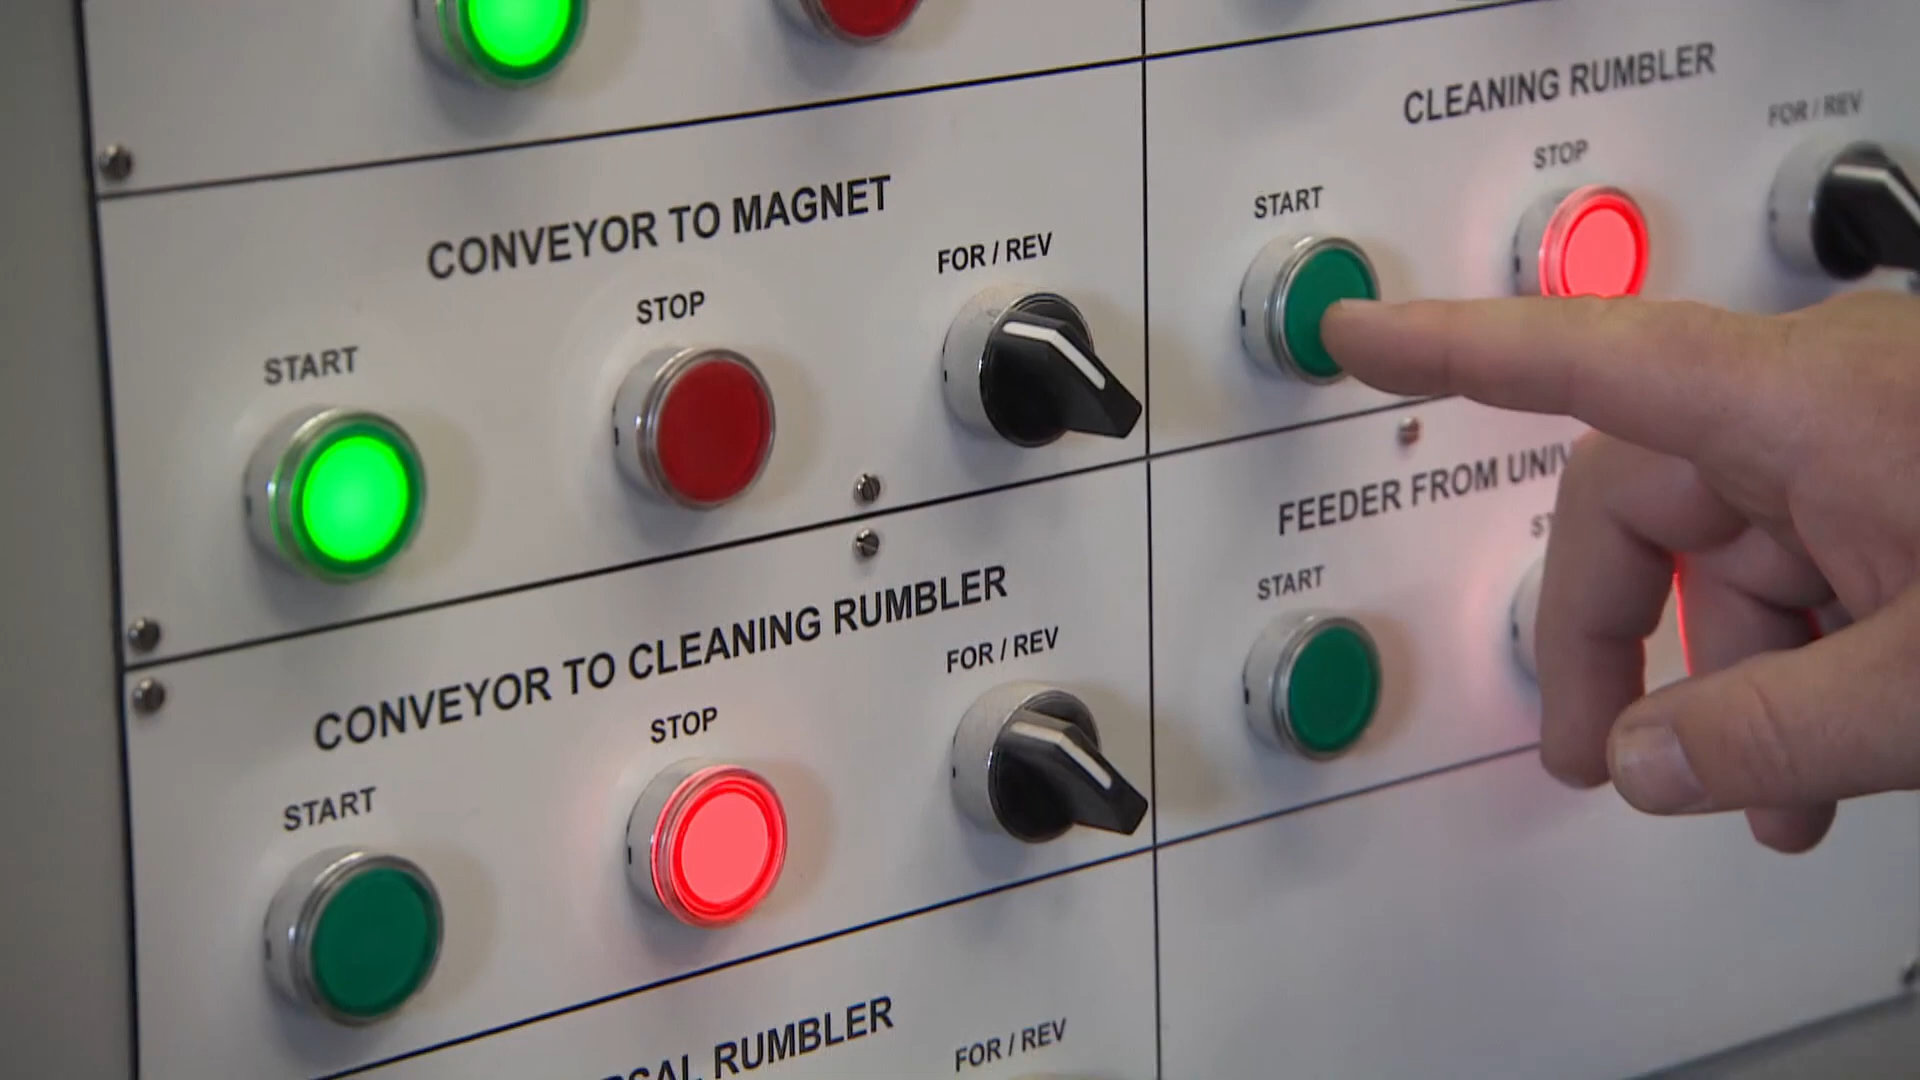 CONVEYOR TO MAGNET
START
STOP
FOR / REV
CONVEYOR TO CLEANING RUMBLER
START
STOP
FOR / REV
RUMBLER
FOR / REV
CLEANING RUMBLER
START
STOP
FOR / REV
FEEDER FROM
START